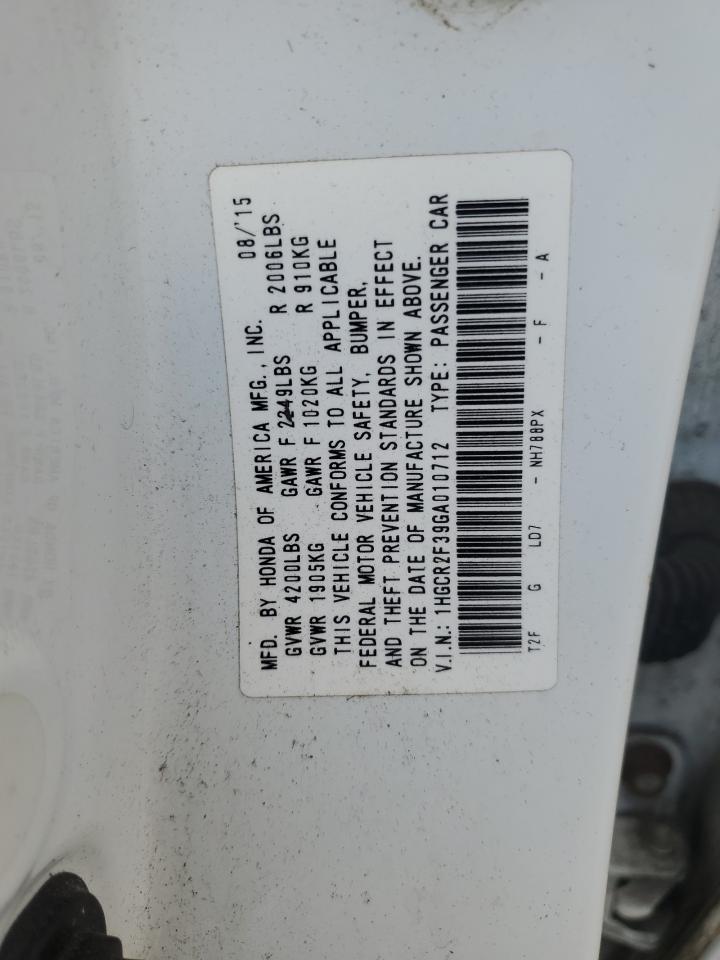 MFD. BY HONDA OF AMERICA MFG., INC. 08/'15
GVWR 4200LBS GAWR F 2249LBS R 2006LBS
GVWR 1905KG GAWR F 1020KG R 910KG
THIS VEHICLE CONFORMS TO ALL APPLICABLE
FEDERAL MOTOR VEHICLE SAFETY, BUMPER,
AND THEFT PREVENTION STANDARDS IN EFFECT
ON THE DATE OF MANUFACTURE SHOWN ABOVE.
V.I.N.: 1HGCR2F39GA010712 TYPE: PASSENGER CAR
T2F G LD7 - NH788PX - F - A